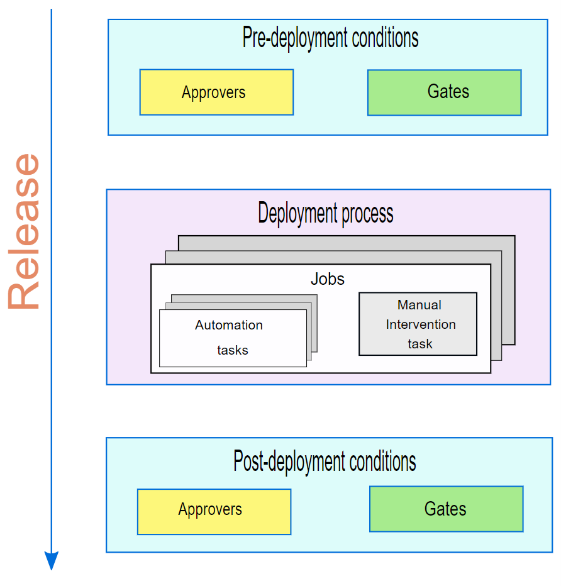 Release
Pre-deployment conditions
Approvers
Gates
Deployment process
Jobs
Automation
tasks
Manual
Intervention
task
Post-deployment conditions
Approvers
Gates